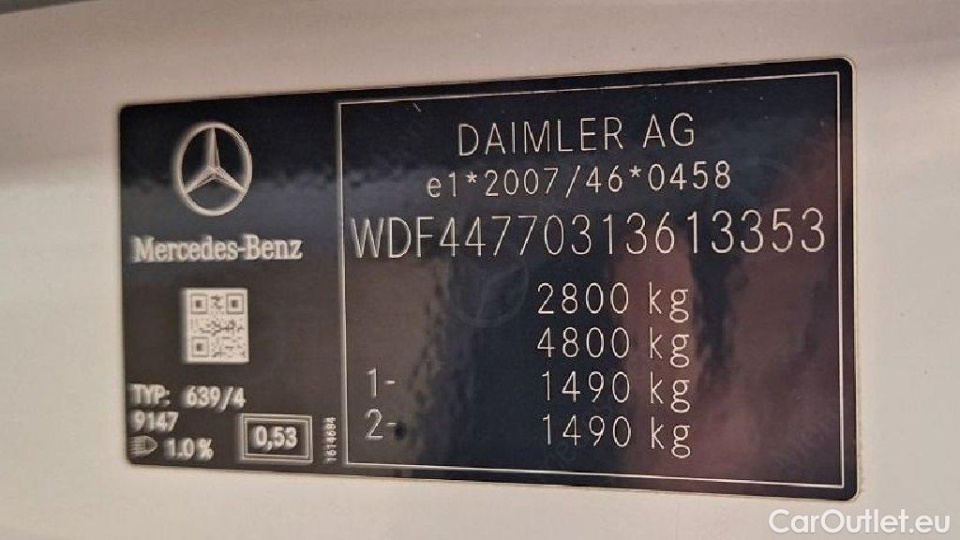 Mercedes-Benz
TYP: 639/4
9147
1.0%
0,53
1614684
DAIMLER AG
e1*2007/46*0458
WDF44770313613353
2800 kg
4800 kg
1- 1490 kg
2- 1490 kg
CarOutlet.eu